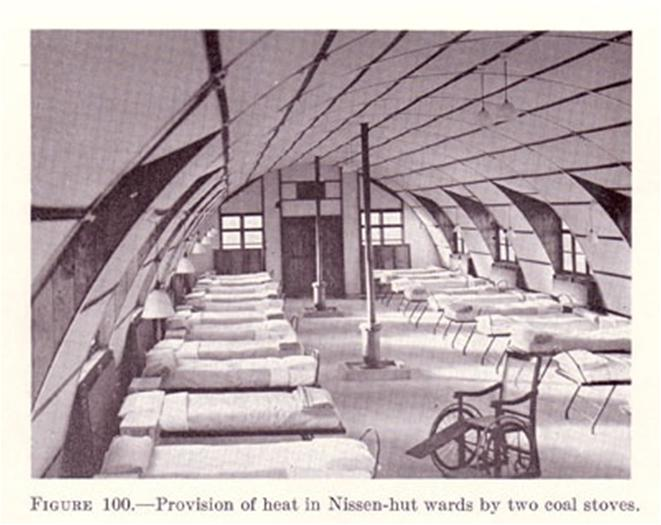 FIGURE 100.—Provision of heat in Nissen-hut wards by two coal stoves.